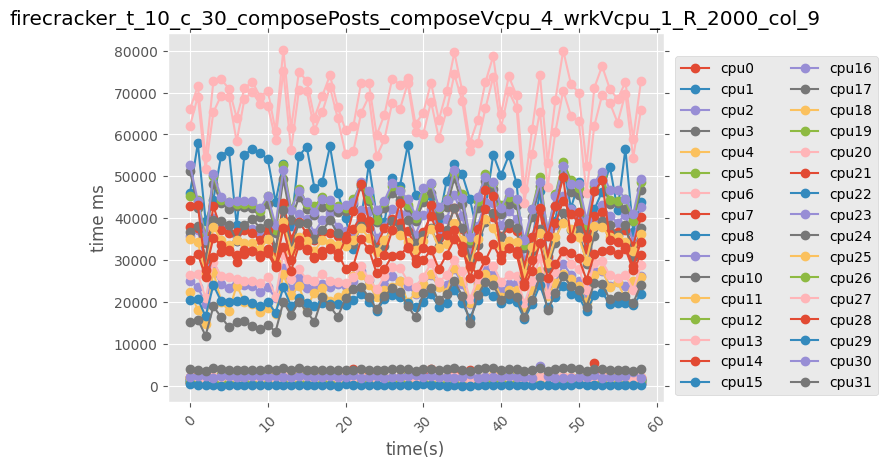 firecracker_t_10_c_30_composePosts_composeVcpu_4_wrkVcpu_1_R_2000_col_9
80000
70000
60000
50000
40000
30000
20000
10000
0
time ms
0
10
20
30
40
50
60
time(s)
cpu0
cpu1
cpu2
cpu3
cpu4
cpu5
cpu6
cpu7
cpu8
cpu9
cpu10
cpu11
cpu12
cpu13
cpu14
cpu15
cpu16
cpu17
cpu18
cpu19
cpu20
cpu21
cpu22
cpu23
cpu24
cpu25
cpu26
cpu27
cpu28
cpu29
cpu30
cpu31